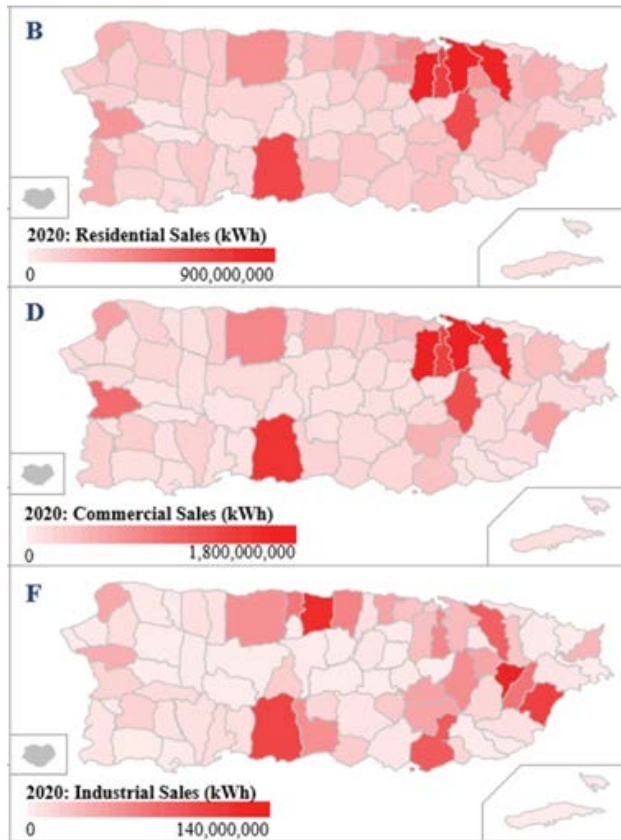 B
2020: Residential Sales (kWh)
0 900,000,000
D
2020: Commercial Sales (kWh)
0 1,800,000,000
F
2020: Industrial Sales (kWh)
0 140,000,000